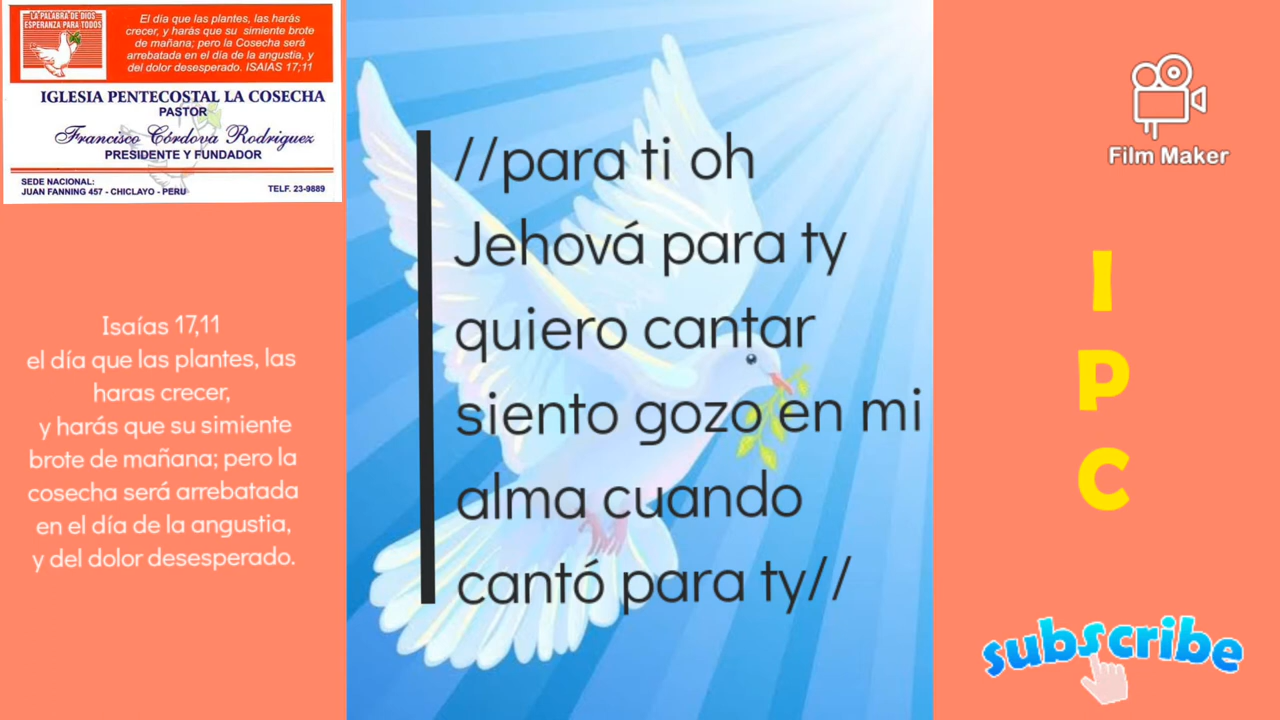 LA PALABRA DE DIOS
ESPERANZA PARA TODOS
El día que las plantes, las harás
crecer, y harás que su simiente brote
de mañana; pero la Cosecha será
arrebatada en el día de la angustia, y
del dolor desesperado. ISAIAS 17;11
IGLESIA PENTECOSTAL LA COSECHA
PASTOR
Francisco Córdova Rodriguez
PRESIDENTE Y FUNDADOR
SEDE NACIONAL:
JUAN FANNING 457 - CHICLAYO - PERU
TELF. 23-9889
Isaías 17,11
el día que las plantes, las
haras crecer,
y harás que su simiente
brote de mañana; pero la
cosecha será arrebatada
en el día de la angustia,
y del dolor desesperado.
//para ti oh
Jehová para ty
quiero cantar
siento gozo en mi
alma cuando
cantó para ty//
Film Maker
I
P
C
subscribe